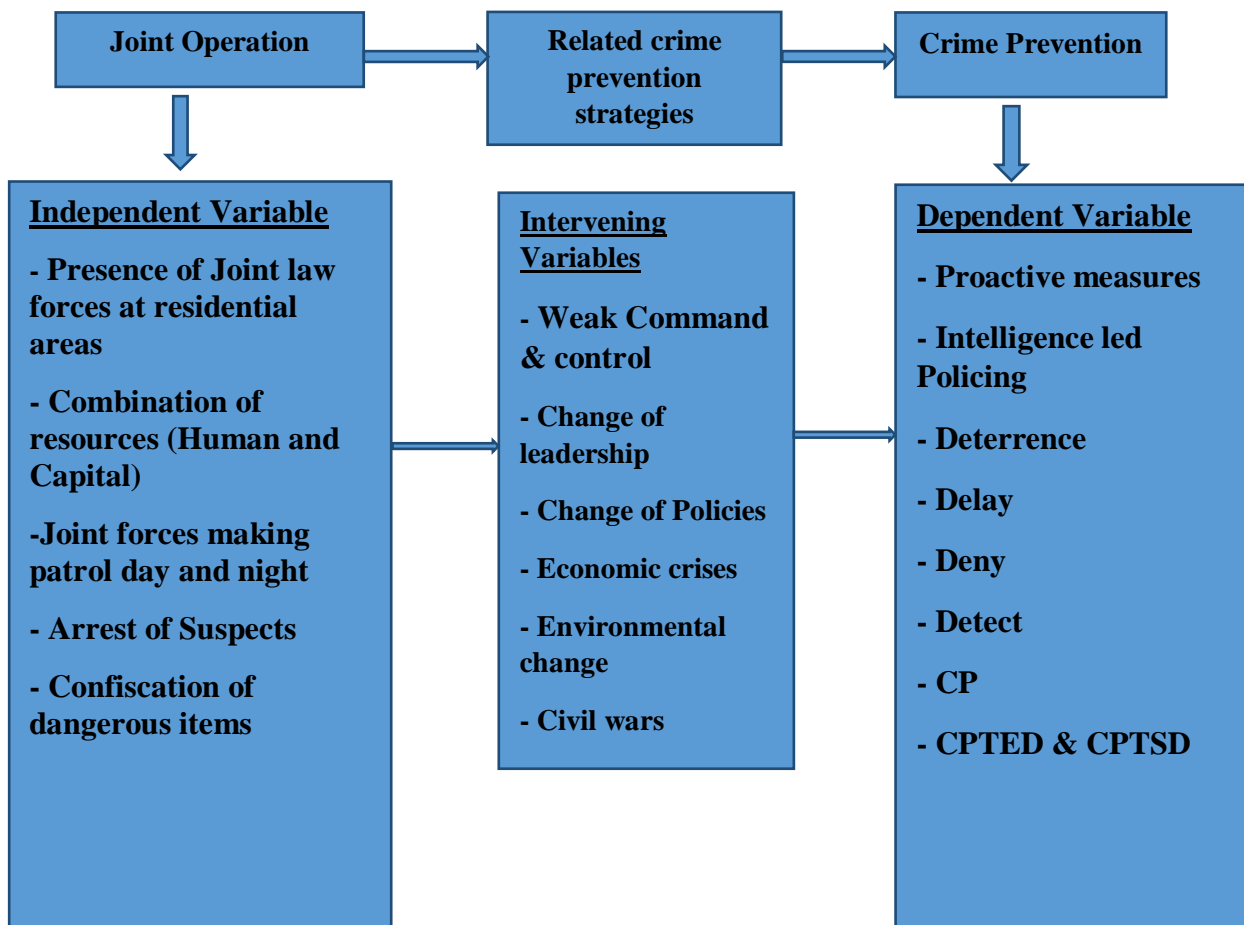 Joint Operation
Related crime
prevention
strategies
Crime Prevention
Independent Variable
- Presence of Joint law
forces at residential
areas
- Combination of
resources (Human and
Capital)
-Joint forces making
patrol day and night
- Arrest of Suspects
- Confiscation of
dangerous items
Intervening
Variables
- Weak Command
& control
- Change of
leadership
- Change of Policies
- Economic crises
- Environmental
change
- Civil wars
Dependent Variable
- Proactive measures
- Intelligence led
Policing
- Deterrence
- Delay
- Deny
- Detect
- CP
- CPTED & CPTSD